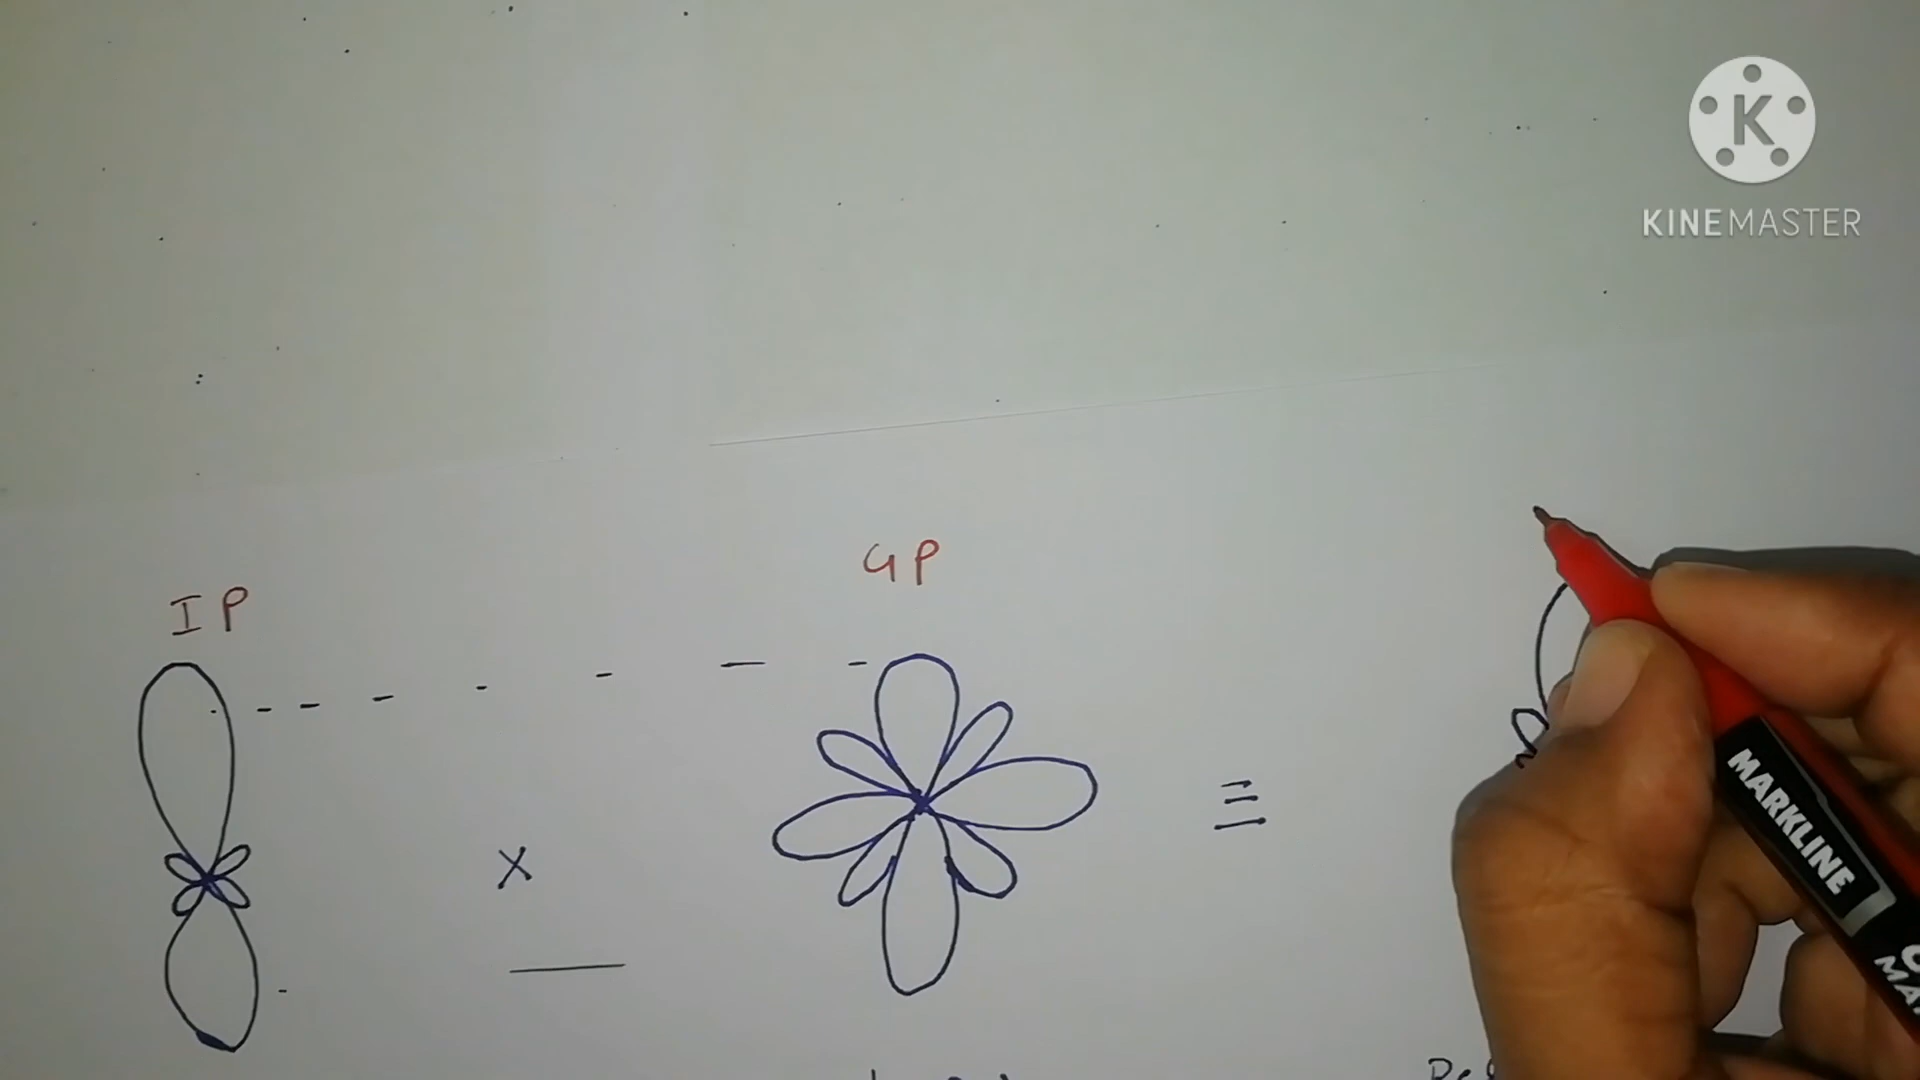 K
KINEMASTER
GP
IP
X
=
MARKLINE